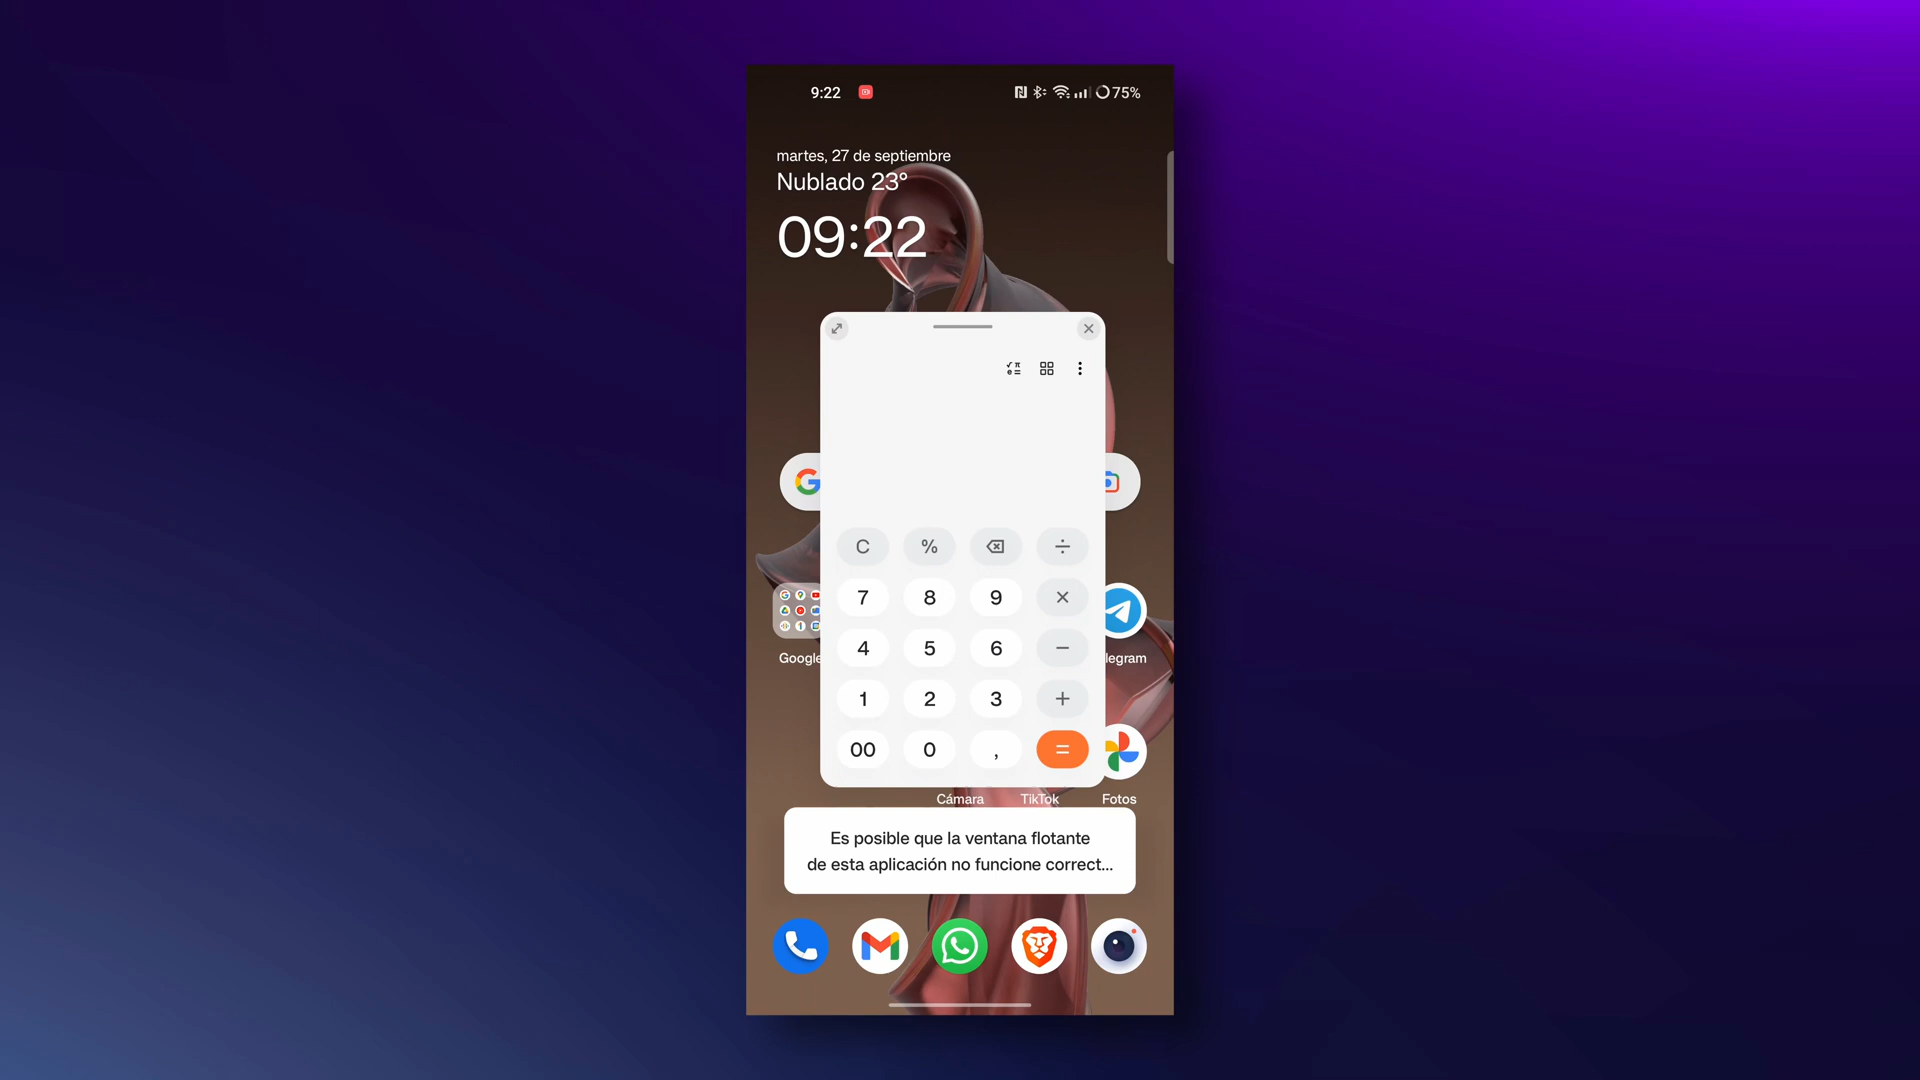 9:22
75%
martes, 27 de septiembre
Nublado 23°
09:22
C % ÷
7 8 9 ×
4 5 6 −
1 2 3 +
00 0 , =
Google
legram
Cámara TikTok Fotos
Es posible que la ventana flotante
de esta aplicación no funcione correct...